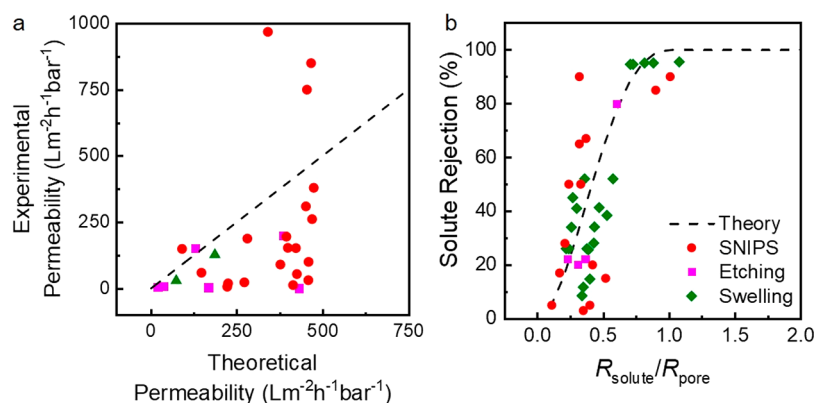 a
1000
750
500
250
0
Experimental
Permeability (Lm⁻²h⁻¹bar⁻¹)
0 250 500 750
Theoretical
Permeability (Lm⁻²h⁻¹bar⁻¹)
b
100
80
60
40
20
0
Solute Rejection (%)
Theory
SNIPS
Etching
Swelling
0.0 0.5 1.0 1.5 2.0
Rsolute/Rpore